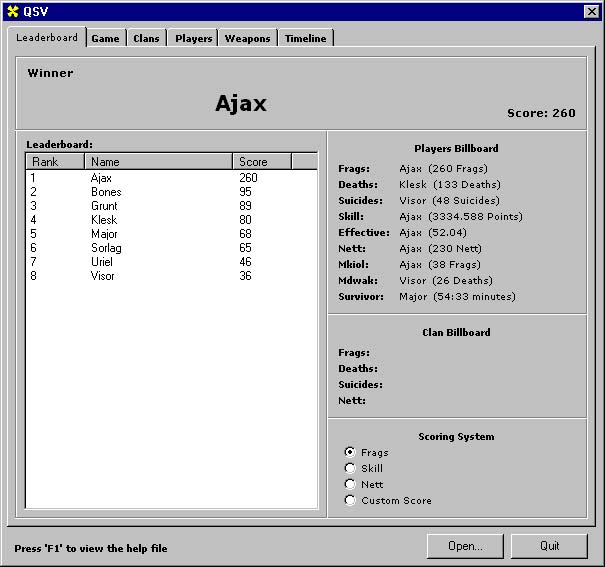 QSV
Leaderboard Game Clans Players Weapons Timeline
Winner
Ajax
Score: 260
Leaderboard:
Rank Name Score
1 Ajax 260
2 Bones 95
3 Grunt 89
4 Klesk 80
5 Major 68
6 Sorlag 65
7 Uriel 46
8 Visor 36
Players Billboard
Frags: Ajax (260 Frags)
Deaths: Klesk (133 Deaths)
Suicides: Visor (48 Suicides)
Skill: Ajax (3334.588 Points)
Effective: Ajax (52.04)
Nett: Ajax (230 Nett)
Mkiol: Ajax (38 Frags)
Mdwak: Visor (26 Deaths)
Survivor: Major (54:33 minutes)
Clan Billboard
Frags:
Deaths:
Suicides:
Nett:
Scoring System
Frags
Skill
Nett
Custom Score
Press 'F1' to view the help file
Open... Quit